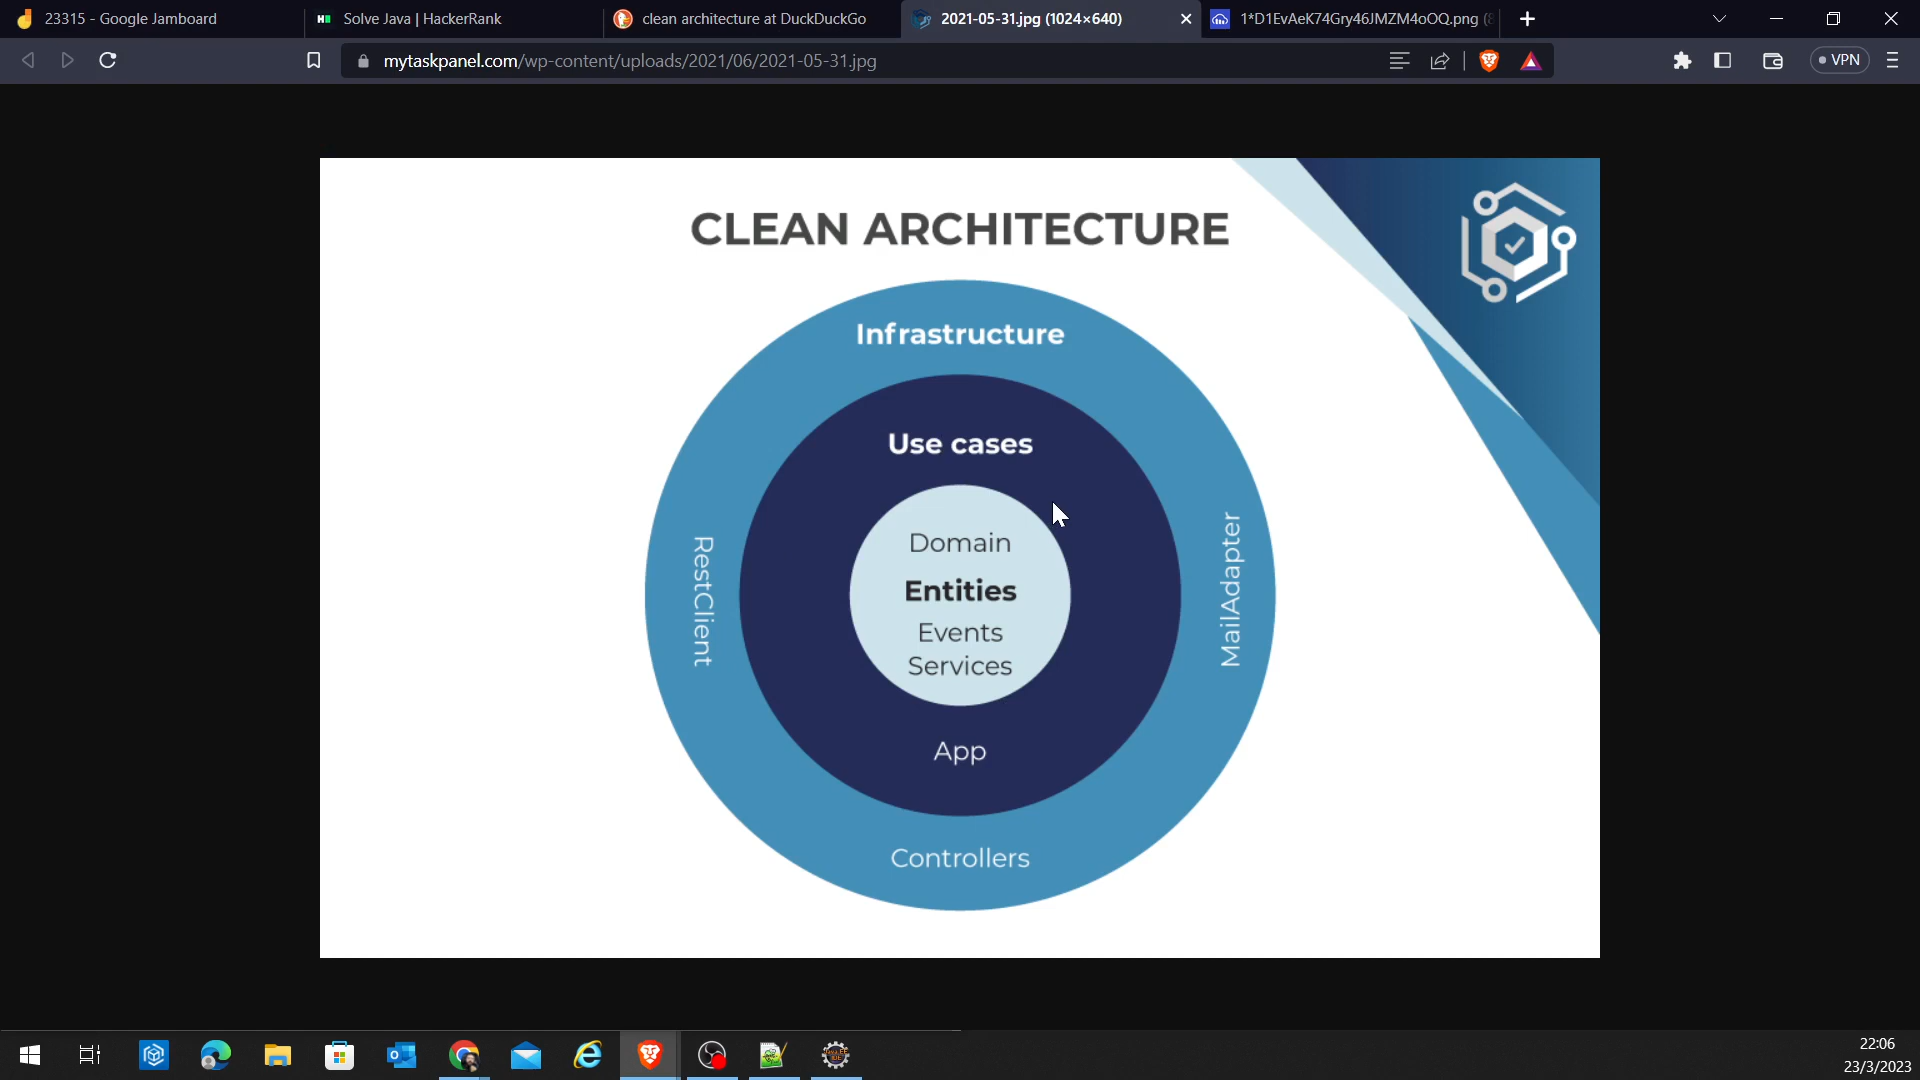 23315 - Google Jamboard
Solve Java | HackerRank
clean architecture at DuckDuckGo
2021-05-31.jpg (1024×640)
1*D1EvAeK74Gry46JMZM4oOQ.png (
mytaskpanel.com/wp-content/uploads/2021/06/2021-05-31.jpg
VPN
CLEAN ARCHITECTURE
Infrastructure
Use cases
RestClient
Domain
Entities
Events
Services
MailAdapter
App
Controllers
22:06
23/3/2023